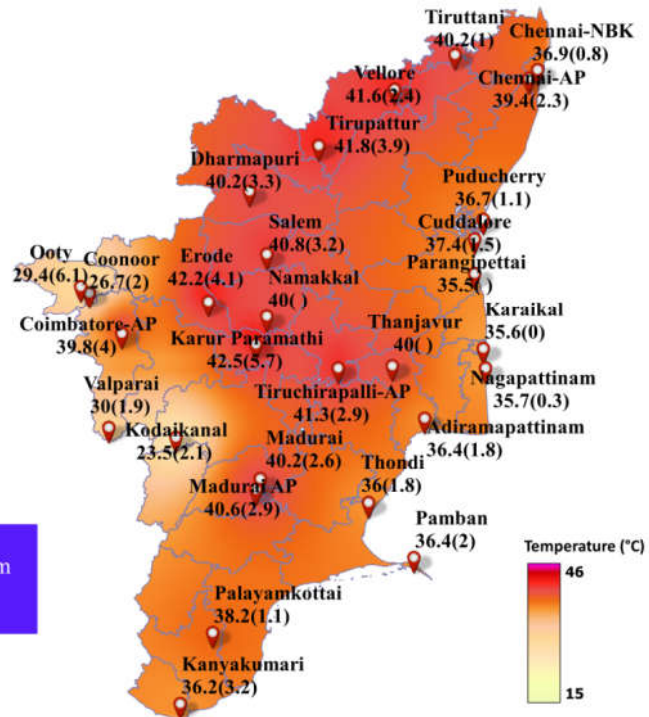 Tiruttani
40.2(1)
Chennai-NBK
36.9(0.8)
Vellore
41.6(2.4)
Chennai-AP
39.4(2.3)
Tirupattur
41.8(3.9)
Dharmapuri
40.2(3.3)
Puducherry
36.7(1.1)
Salem
40.8(3.2)
Cuddalore
37.4(1.5)
Ooty
29.4(6.1)
Coonoor
26.7(2)
Erode
42.2(4.1)
Namakkal
40( )
Parangipettai
35.5( )
Karaikal
35.6(0)
Coimbatore-AP
39.8(4)
Karur Paramathi
42.5(5.7)
Thanjavur
40( )
Nagapattinam
35.7(0.3)
Valparai
30(1.9)
Tiruchirapalli-AP
41.3(2.9)
Kodaikanal
23.5(2.1)
Adiramapattinam
36.4(1.8)
Madurai
40.2(2.6)
Thondi
36(1.8)
Madurai AP
40.6(2.9)
Pamban
36.4(2)
Temperature (°C)
46
15
Palayamkottai
38.2(1.1)
Kanyakumari
36.2(3.2)